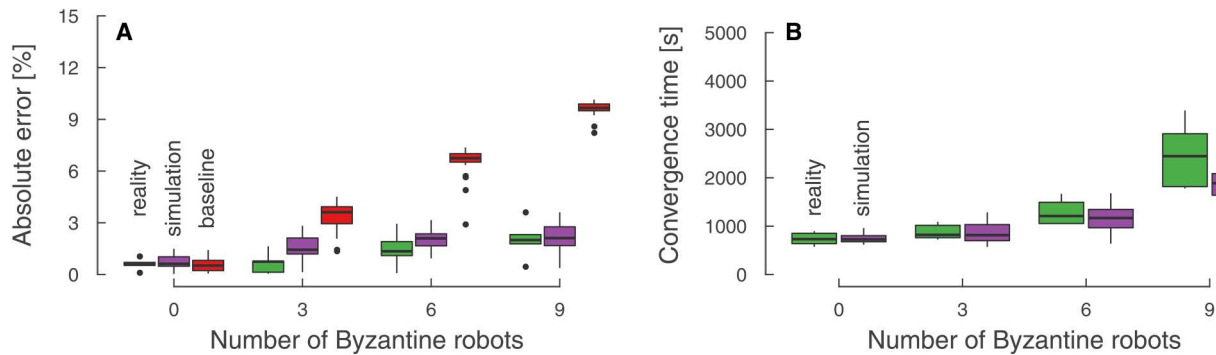 A
Absolute error [%]
15
12
9
6
3
0
reality
simulation
baseline
0 3 6 9
Number of Byzantine robots
B
Convergence time [s]
5000
4000
3000
2000
1000
0
reality
simulation
0 3 6 9
Number of Byzantine robots